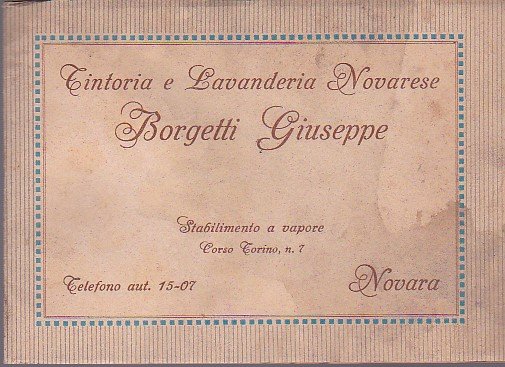 Tintoria e Lavanderia Novarese
Borgetti Giuseppe
Stabilimento a vapore
Corso Torino, n. 7
Telefono aut. 15-07
Novara